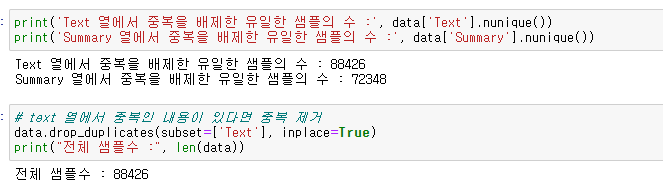 print('Text 열에서 중복을 배제한 유일한 샘플의 수 :', data['Text'].nunique())
print('Summary 열에서 중복을 배제한 유일한 샘플의 수 :', data['Summary'].nunique())
Text 열에서 중복을 배제한 유일한 샘플의 수 : 88426
Summary 열에서 중복을 배제한 유일한 샘플의 수 : 72348
# text 열에서 중복인 내용이 있다면 중복 제거
data.drop_duplicates(subset=['Text'], inplace=True)
print("전체 샘플수 :", len(data))
전체 샘플수 : 88426